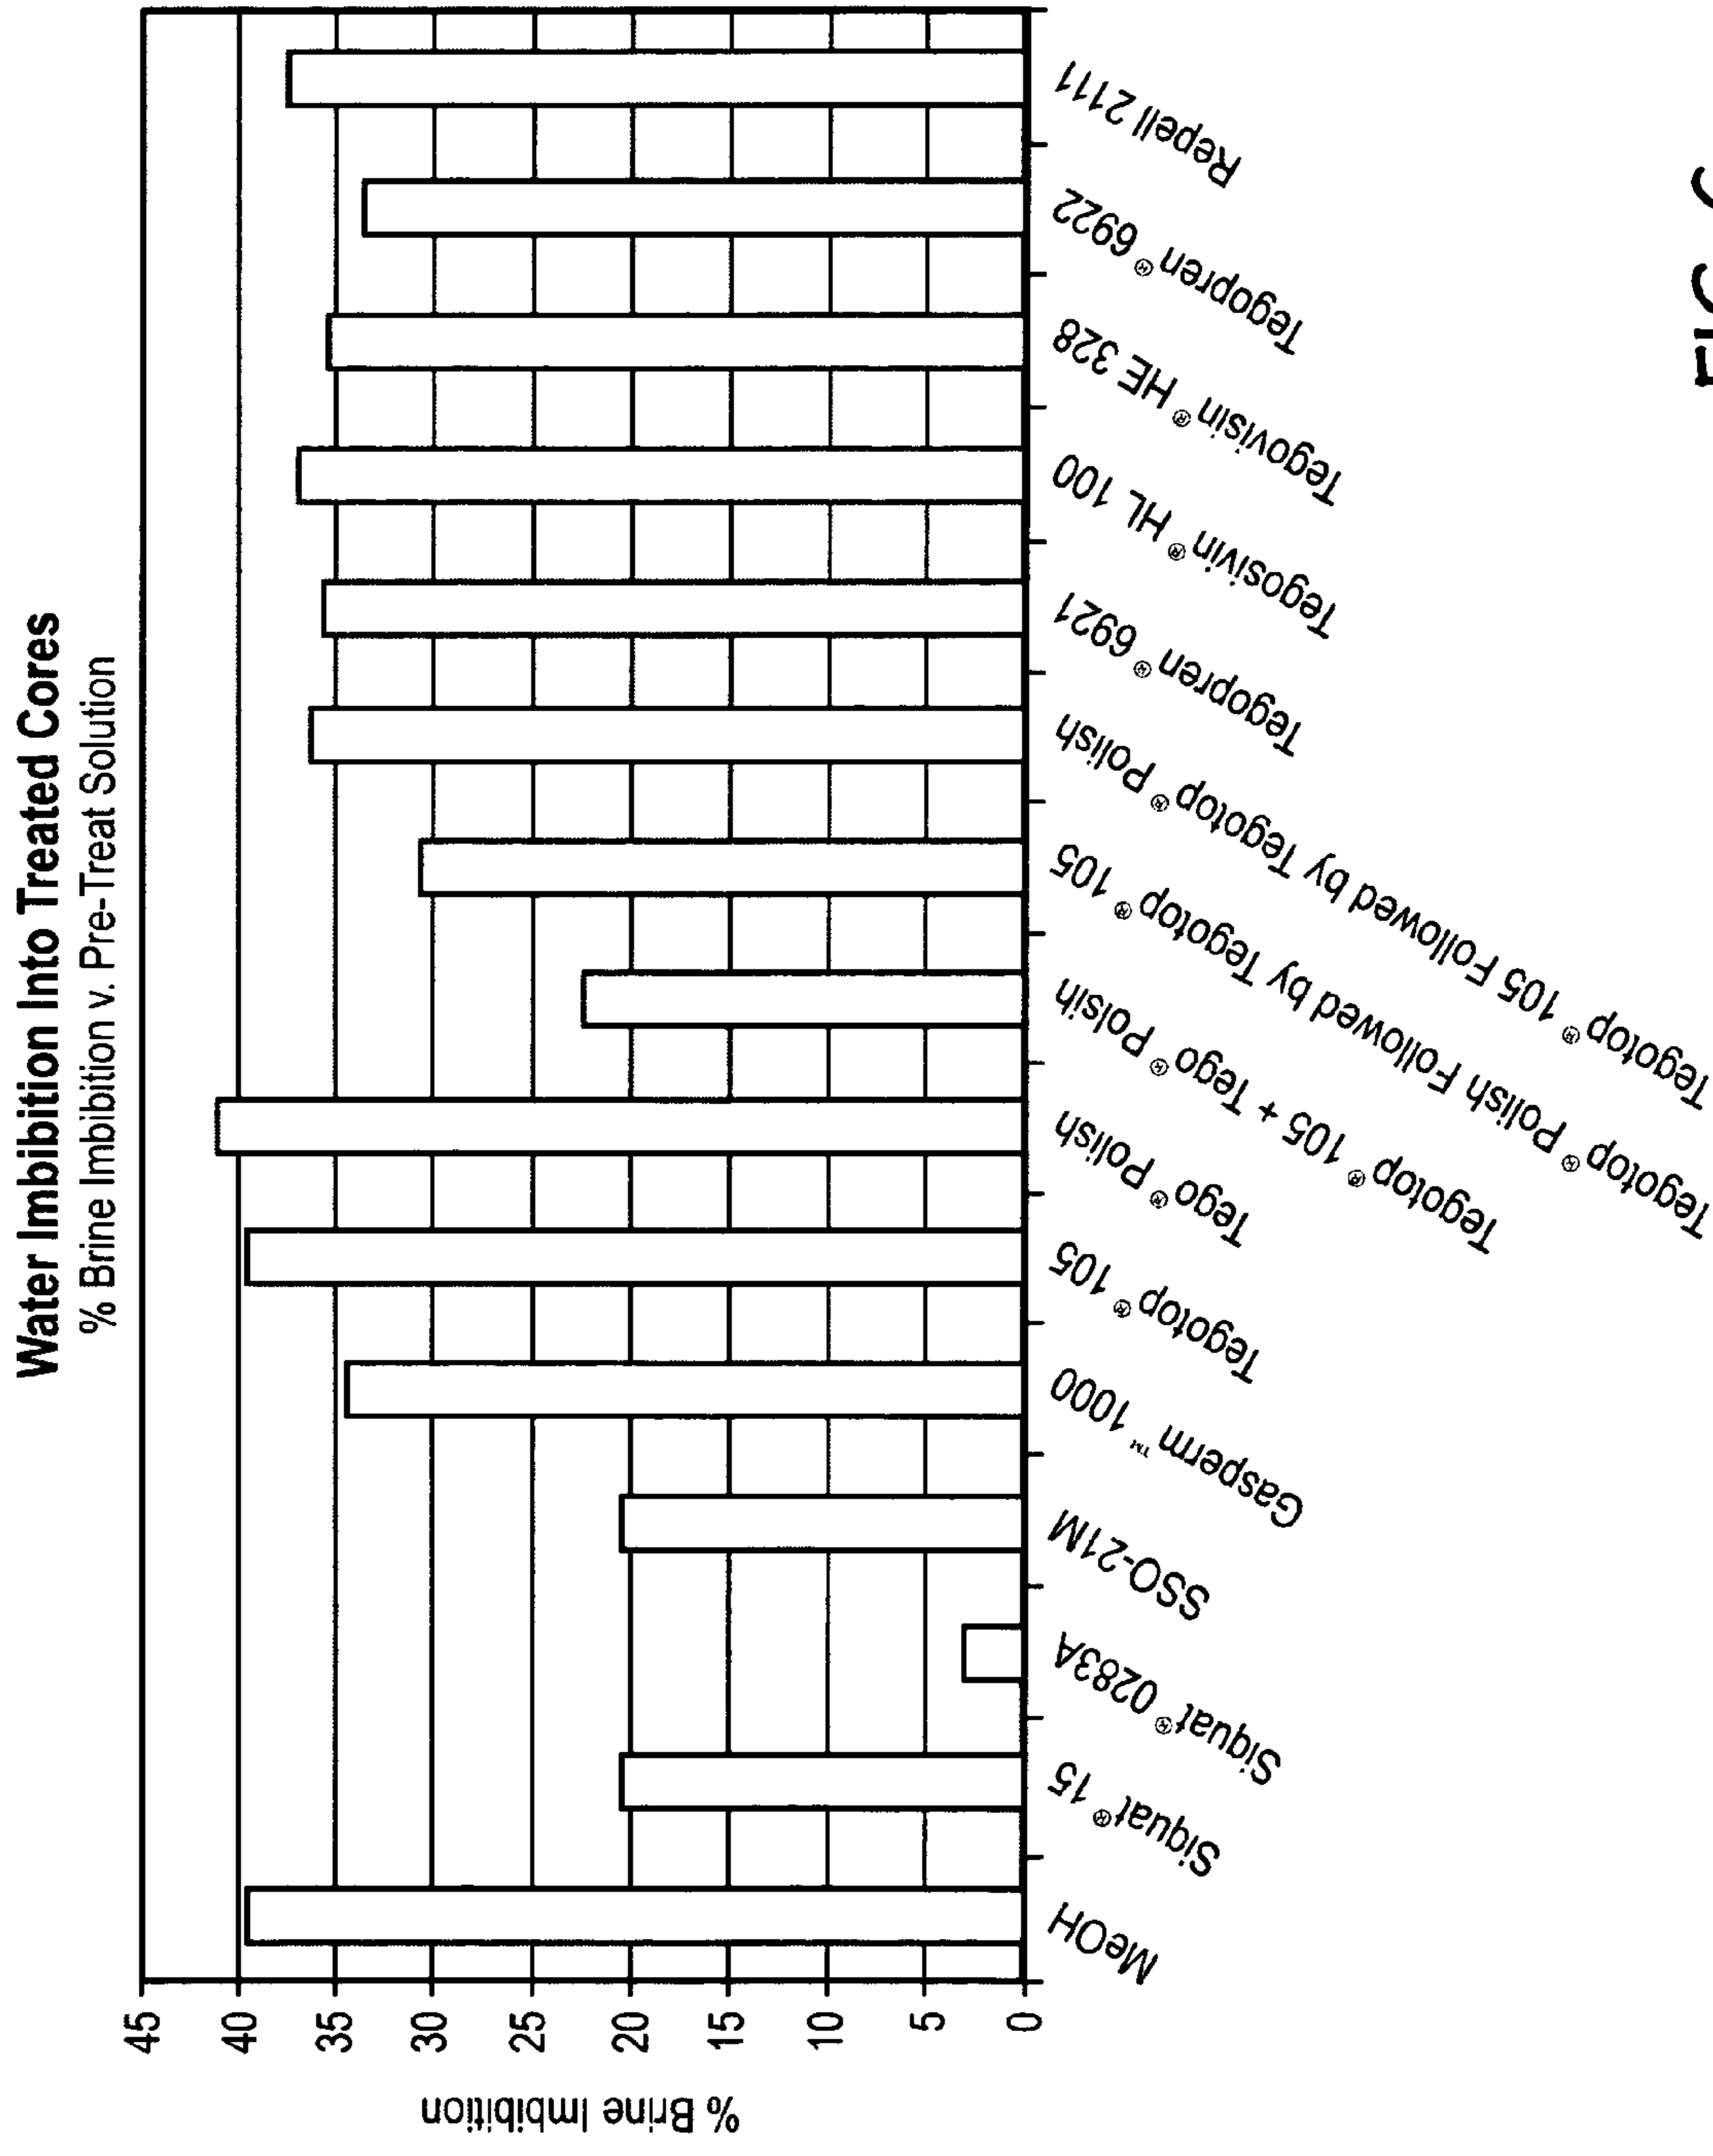 Water Imbibition Into Treated Cores
% Brine Imbibition v. Pre-Treat Solution
% Brine Imbibition
45
40
35
30
25
20
15
10
5
0
MeOH
Siquat® 15
Siquat® 0283A
SSO-21M
Gasperm™ 1000
Tegotop® 105
Tego® Polish
Tegotop® 105 + Tego® Polsih
Tegotop® Polish Followed by Tegotop® 105
Tegotop® 105 Followed by Tegotop® Polish
Tegopren® 6921
Tegosivin® HL 100
Tegovisin® HE 328
Tegopren® 6922
Repell 2111